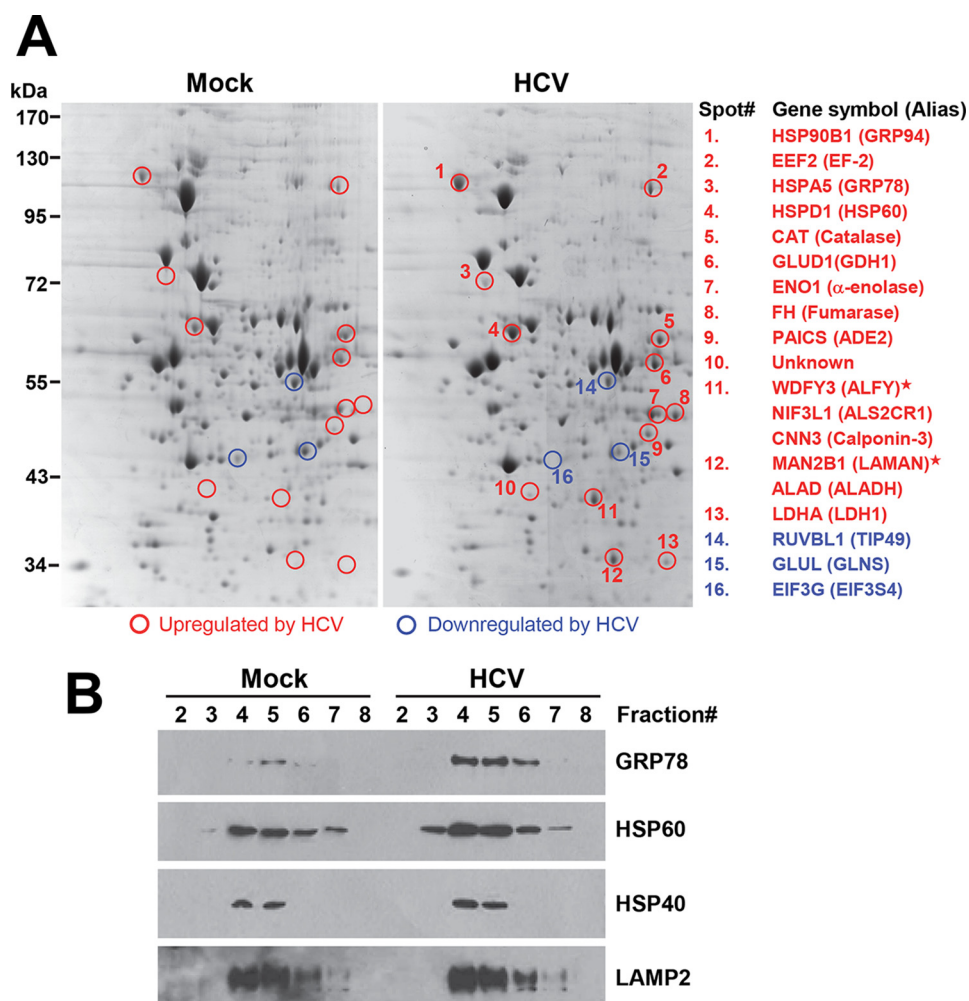 A
Mock
HCV
kDa
170
130
95
72
55
43
34
1
2
3
4
5
6
7
8
9
10
11
12
13
14
15
16
Spot# Gene symbol (Alias)
1. HSP90B1 (GRP94)
2. EEF2 (EF-2)
3. HSPA5 (GRP78)
4. HSPD1 (HSP60)
5. CAT (Catalase)
6. GLUD1(GDH1)
7. ENO1 (α-enolase)
8. FH (Fumarase)
9. PAICS (ADE2)
10. Unknown
11. WDFY3 (ALFY)★
NIF3L1 (ALS2CR1)
CNN3 (Calponin-3)
12. MAN2B1 (LAMAN)★
ALAD (ALADH)
13. LDHA (LDH1)
14. RUVBL1 (TIP49)
15. GLUL (GLNS)
16. EIF3G (EIF3S4)
Upregulated by HCV
Downregulated by HCV
B
Mock
HCV
2 3 4 5 6 7 8 2 3 4 5 6 7 8 Fraction#
GRP78
HSP60
HSP40
LAMP2